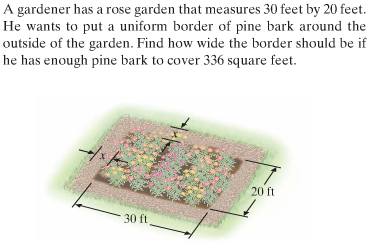 A gardener has a rose garden that measures 30 feet by 20 feet.
He wants to put a uniform border of pine bark around the
outside of the garden. Find how wide the border should be if
he has enough pine bark to cover 336 square feet.
x
x
20 ft
30 ft